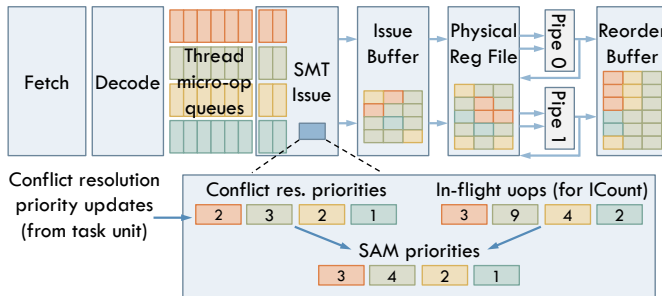 Fetch
Decode
Thread
micro-op
queues
SMT
Issue
Issue
Buffer
Physical
Reg File
Pipe 0
Pipe 1
Reorder
Buffer
Conflict resolution
priority updates
(from task unit)
Conflict res. priorities
2 3 2 1
In-flight uops (for ICount)
3 9 4 2
SAM priorities
3 4 2 1